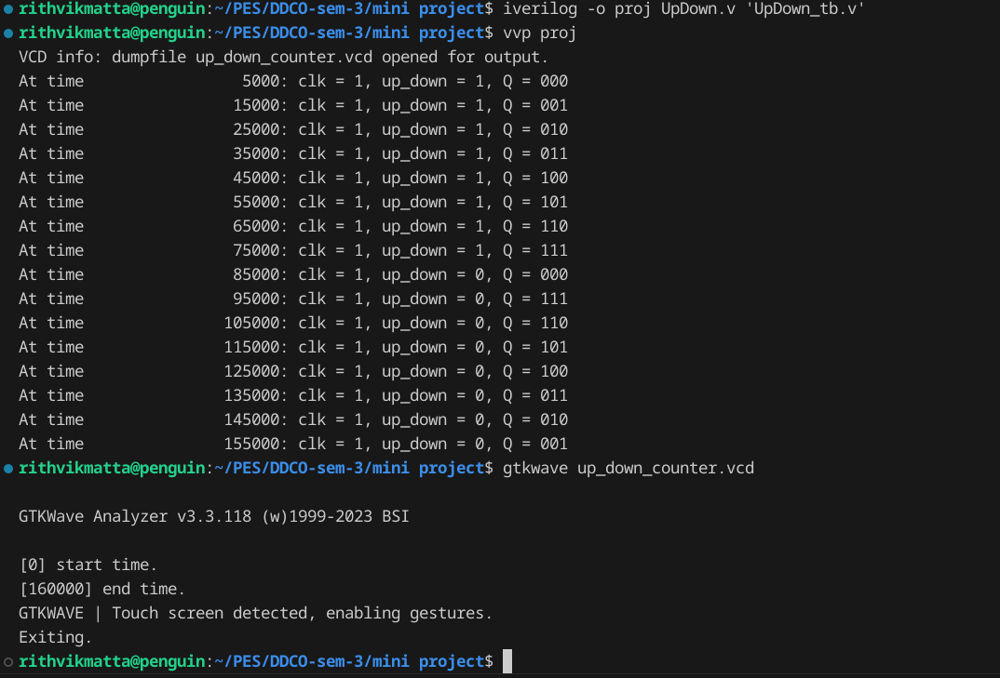 rithvikmatta@penguin:~/PES/DDCO-sem-3/mini project$ iverilog -o proj UpDown.v 'UpDown_tb.v'
rithvikmatta@penguin:~/PES/DDCO-sem-3/mini project$ vvp proj
VCD info: dumpfile up_down_counter.vcd opened for output.
At time                 5000: clk = 1, up_down = 1, Q = 000
At time                15000: clk = 1, up_down = 1, Q = 001
At time                25000: clk = 1, up_down = 1, Q = 010
At time                35000: clk = 1, up_down = 1, Q = 011
At time                45000: clk = 1, up_down = 1, Q = 100
At time                55000: clk = 1, up_down = 1, Q = 101
At time                65000: clk = 1, up_down = 1, Q = 110
At time                75000: clk = 1, up_down = 1, Q = 111
At time                85000: clk = 1, up_down = 0, Q = 000
At time                95000: clk = 1, up_down = 0, Q = 111
At time               105000: clk = 1, up_down = 0, Q = 110
At time               115000: clk = 1, up_down = 0, Q = 101
At time               125000: clk = 1, up_down = 0, Q = 100
At time               135000: clk = 1, up_down = 0, Q = 011
At time               145000: clk = 1, up_down = 0, Q = 010
At time               155000: clk = 1, up_down = 0, Q = 001
rithvikmatta@penguin:~/PES/DDCO-sem-3/mini project$ gtkwave up_down_counter.vcd
GTKWave Analyzer v3.3.118 (w)1999-2023 BSI
[0] start time.
[160000] end time.
GTKWAVE | Touch screen detected, enabling gestures.
Exiting.
rithvikmatta@penguin:~/PES/DDCO-sem-3/mini project$